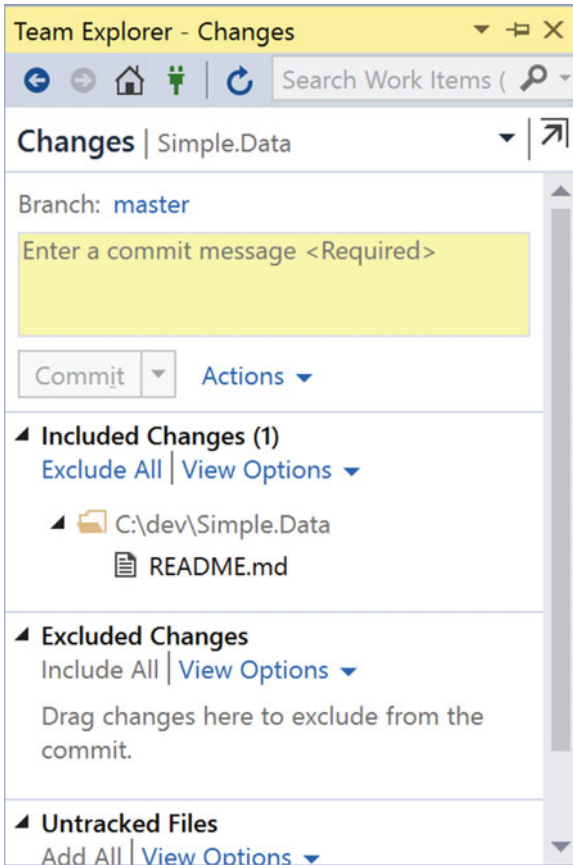 Team Explorer - Changes
Search Work Items (
Changes | Simple.Data
Branch: master
Enter a commit message <Required>
Commit Actions
Included Changes (1)
Exclude All | View Options
C:\dev\Simple.Data
README.md
Excluded Changes
Include All | View Options
Drag changes here to exclude from the
commit.
Untracked Files
Add All | View Options